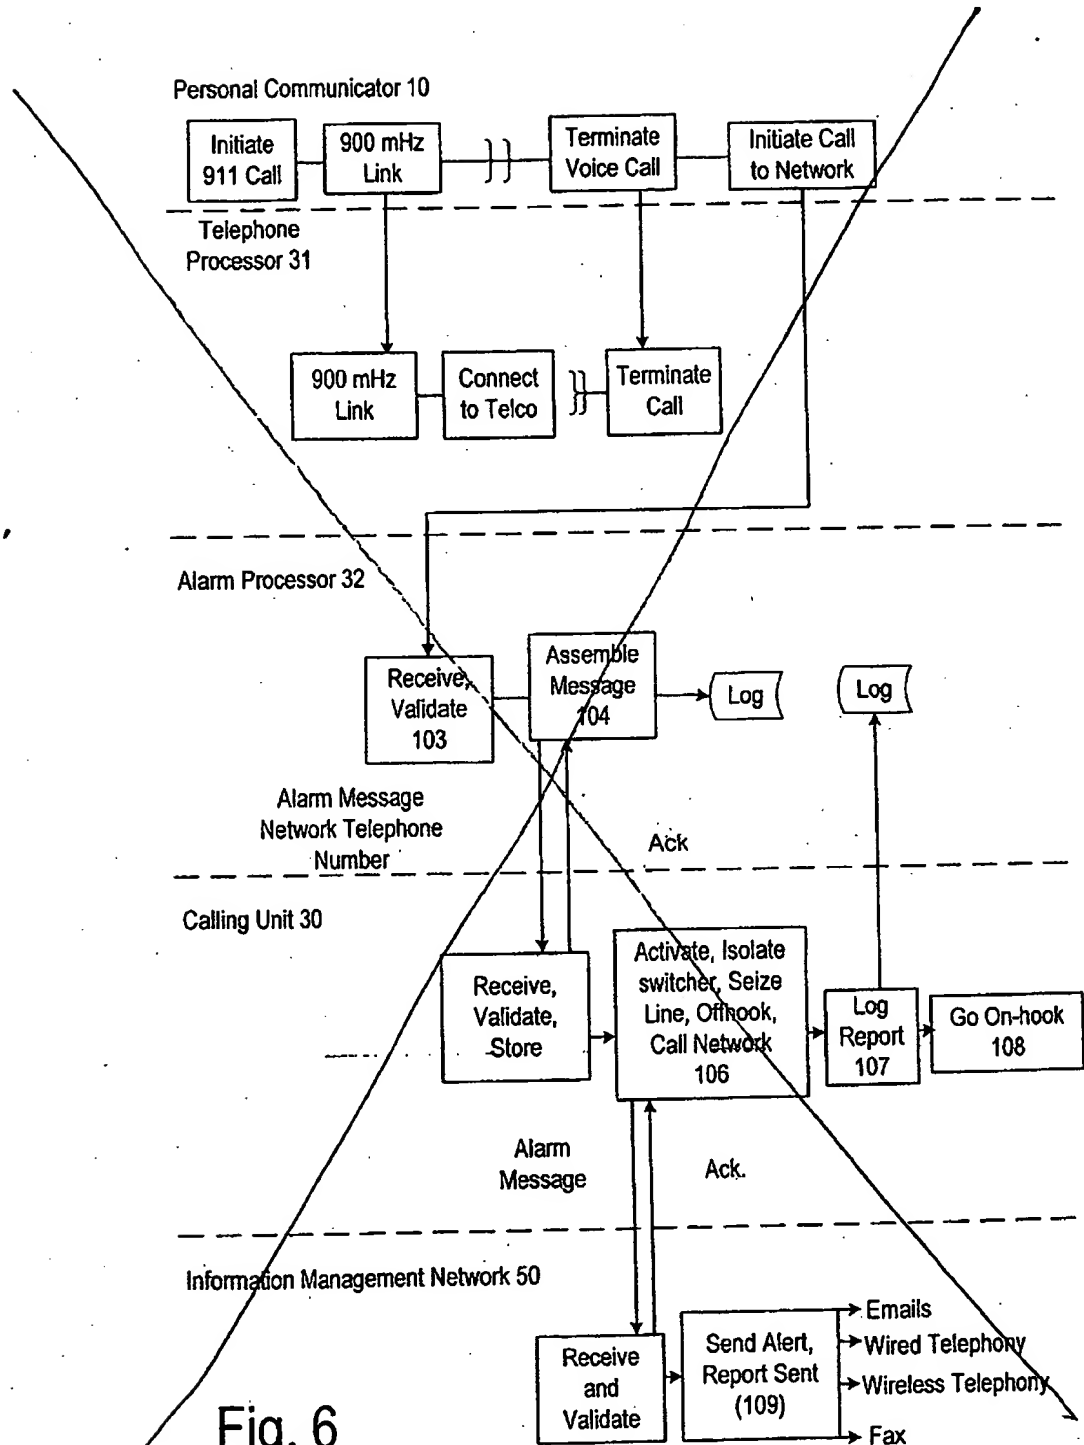 Personal Communicator 10
Initiate
911 Call
900 mHz
Link
Terminate
Voice Call
Initiate Call
to Network
Telephone
Processor 31
900 mHz
Link
Connect
to Telco
Terminate
Call
Alarm Processor 32
Receive,
Validate
103
Assemble
Message
104
Log
Log
Alarm Message
Network Telephone
Number
Ack
Calling Unit 30
Receive,
Validate,
Store
Activate, Isolate
switcher, Seize
Line, Offhook,
Call Network
106
Log
Report
107
Go On-hook
108
Alarm
Message
Ack.
Information Management Network 50
Receive
and
Validate
Send Alert,
Report Sent
(109)
Emails
Wired Telephony
Wireless Telephony
Fax
Fig. 6